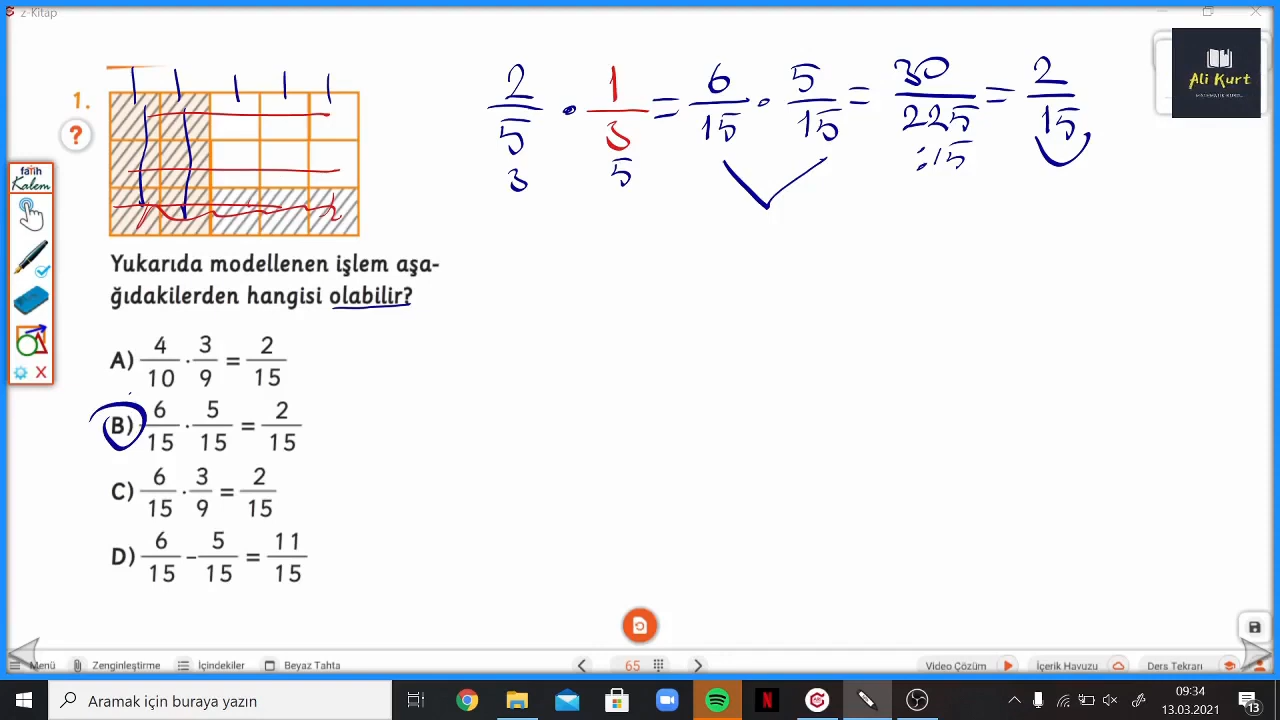 z-Kitap
Ali Kurt
MATEMATİK KURDU...
fatih
Kalem
1.
?
2/5 · 1/3 = 6/15 · 5/15 = 30/225 = 2/15
3 5 :15
Yukarıda modellenen işlem aşa-
ğıdakilerden hangisi olabilir?
A) 4/10 · 3/9 = 2/15
B) 6/15 · 5/15 = 2/15
C) 6/15 · 3/9 = 2/15
D) 6/15 – 5/15 = 11/15
Menü Zenginleştirme İçindekiler Beyaz Tahta 65 Video Çözüm İçerik Havuzu Ders Tekrarı
Aramak için buraya yazın
09:34
13.03.2021
13